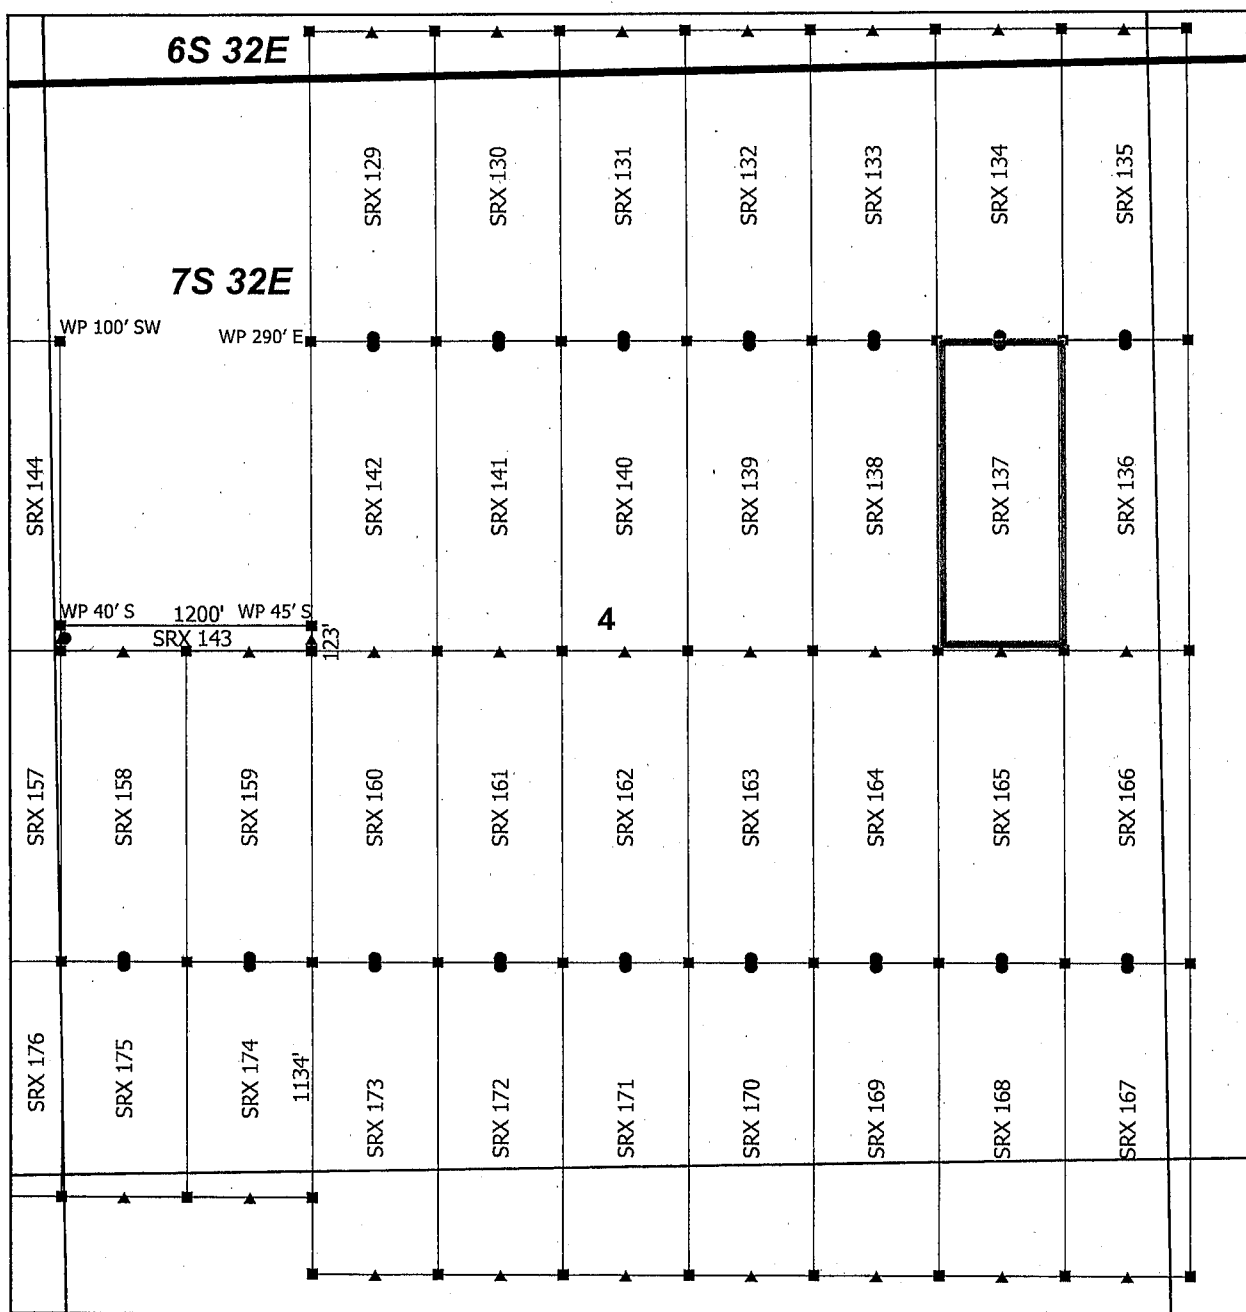 6S 32E
SRX 129
SRX 130
SRX 131
SRX 132
SRX 133
SRX 134
SRX 135
7S 32E
WP 100' SW
WP 290' E
SRX 144
SRX 142
SRX 141
SRX 140
SRX 139
SRX 138
SRX 137
SRX 136
WP 40' S
1200'
WP 45' S
4
SRX 143
123'
SRX 157
SRX 158
SRX 159
SRX 160
SRX 161
SRX 162
SRX 163
SRX 164
SRX 165
SRX 166
SRX 176
SRX 175
SRX 174
1134'
SRX 173
SRX 172
SRX 171
SRX 170
SRX 169
SRX 168
SRX 167